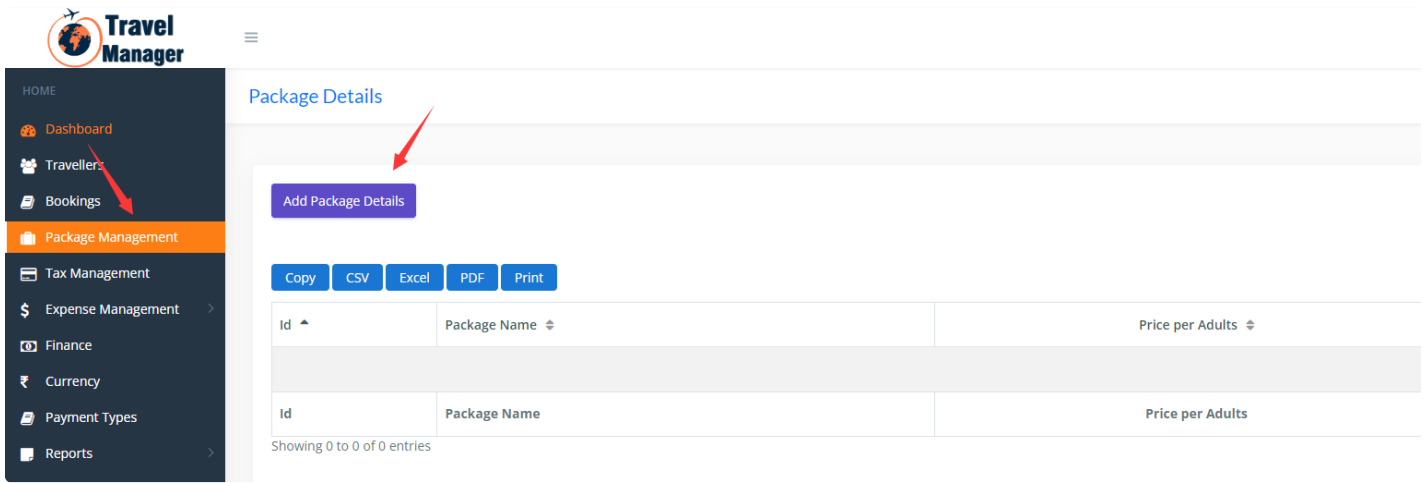 Travel
Manager
HOME
Package Details
Dashboard
Travellers
Bookings
Package Management
Tax Management
$ Expense Management
Finance
₹ Currency
Payment Types
Reports
Add Package Details
Copy CSV Excel PDF Print
Id Package Name Price per Adults
Id Package Name Price per Adults
Showing 0 to 0 of 0 entries